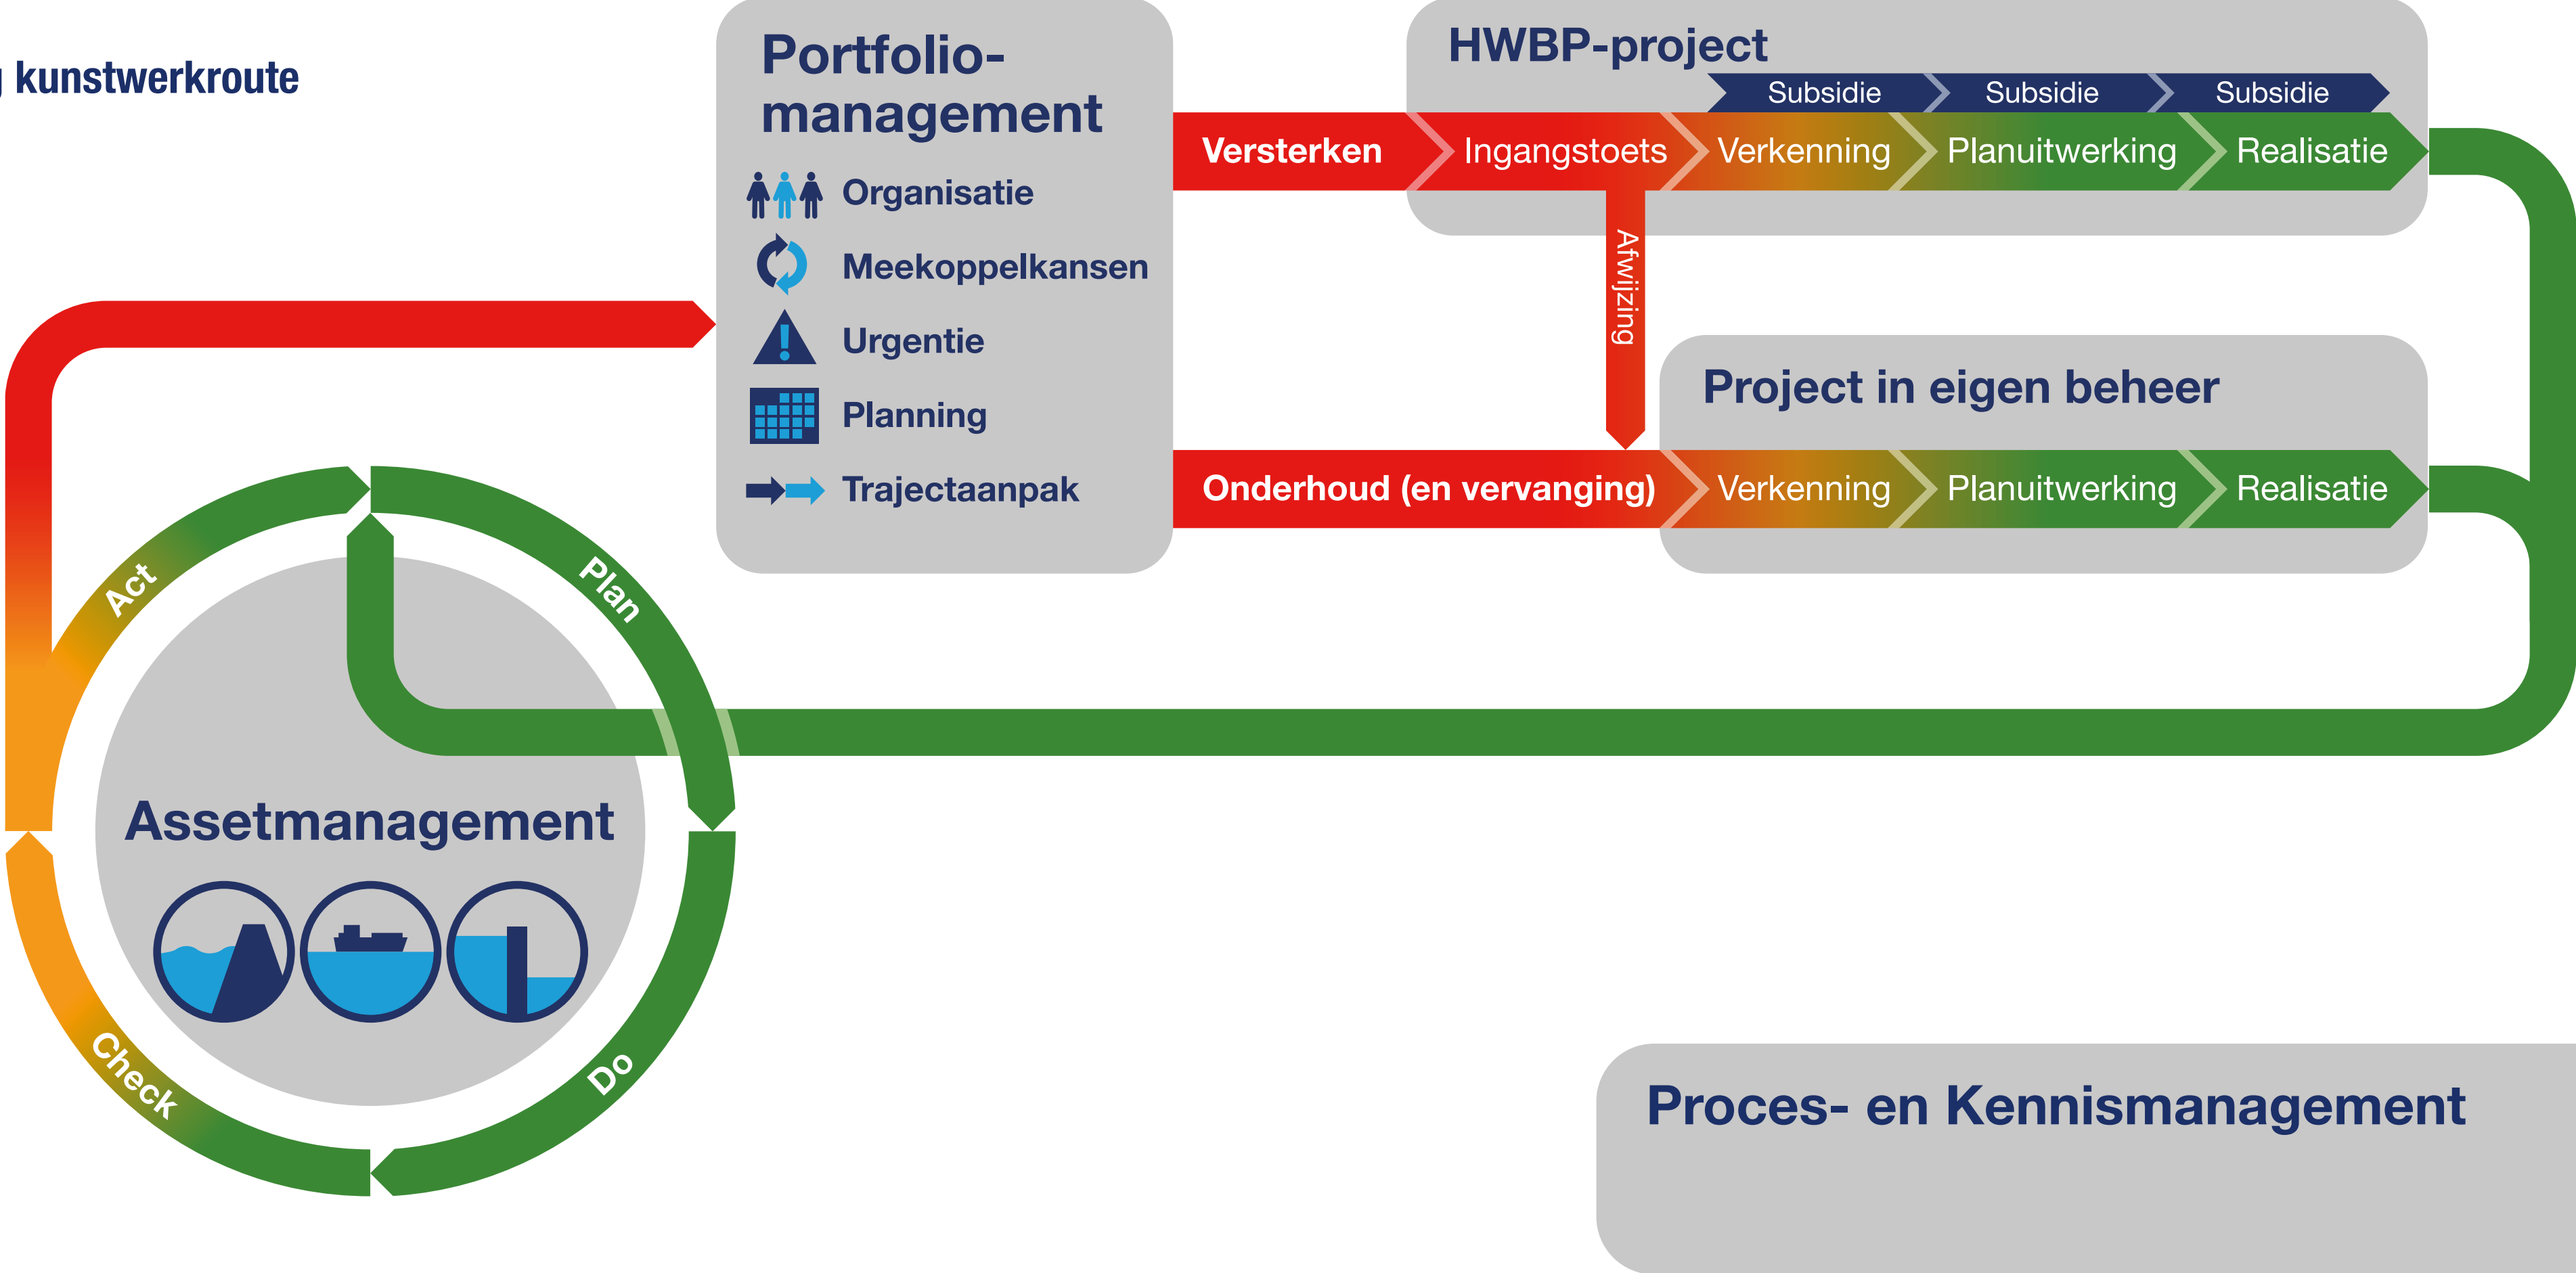 kunstwerkroute
Portfolio-
management
Organisatie
Meekoppelkansen
Urgentie
Planning
Trajectaanpak
HWBP-project
Subsidie Subsidie Subsidie
Versterken Ingangstoets Verkenning Planuitwerking Realisatie
Afwijzing
Project in eigen beheer
Onderhoud (en vervanging) Verkenning Planuitwerking Realisatie
Act
Plan
Assetmanagement
Check
Do
Proces- en Kennismanagement